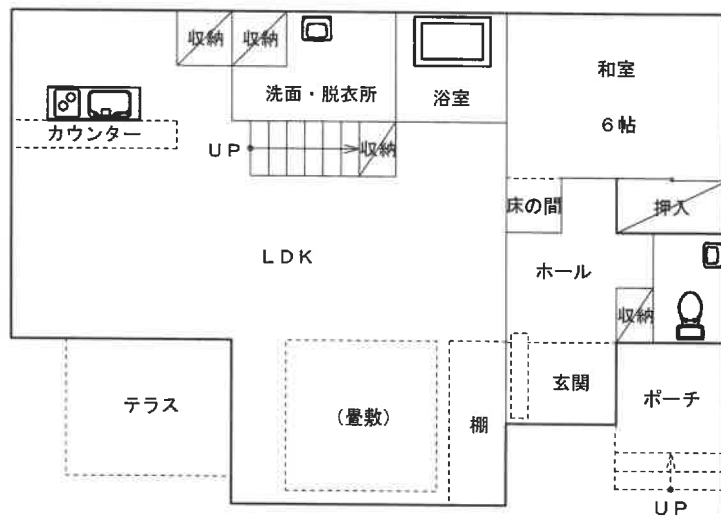 収納
収納
洗面・脱衣所
浴室
和室
6帖
カウンター
UP
収納
床の間
押入
LDK
ホール
収納
テラス
(畳敷)
棚
玄関
ポーチ
UP